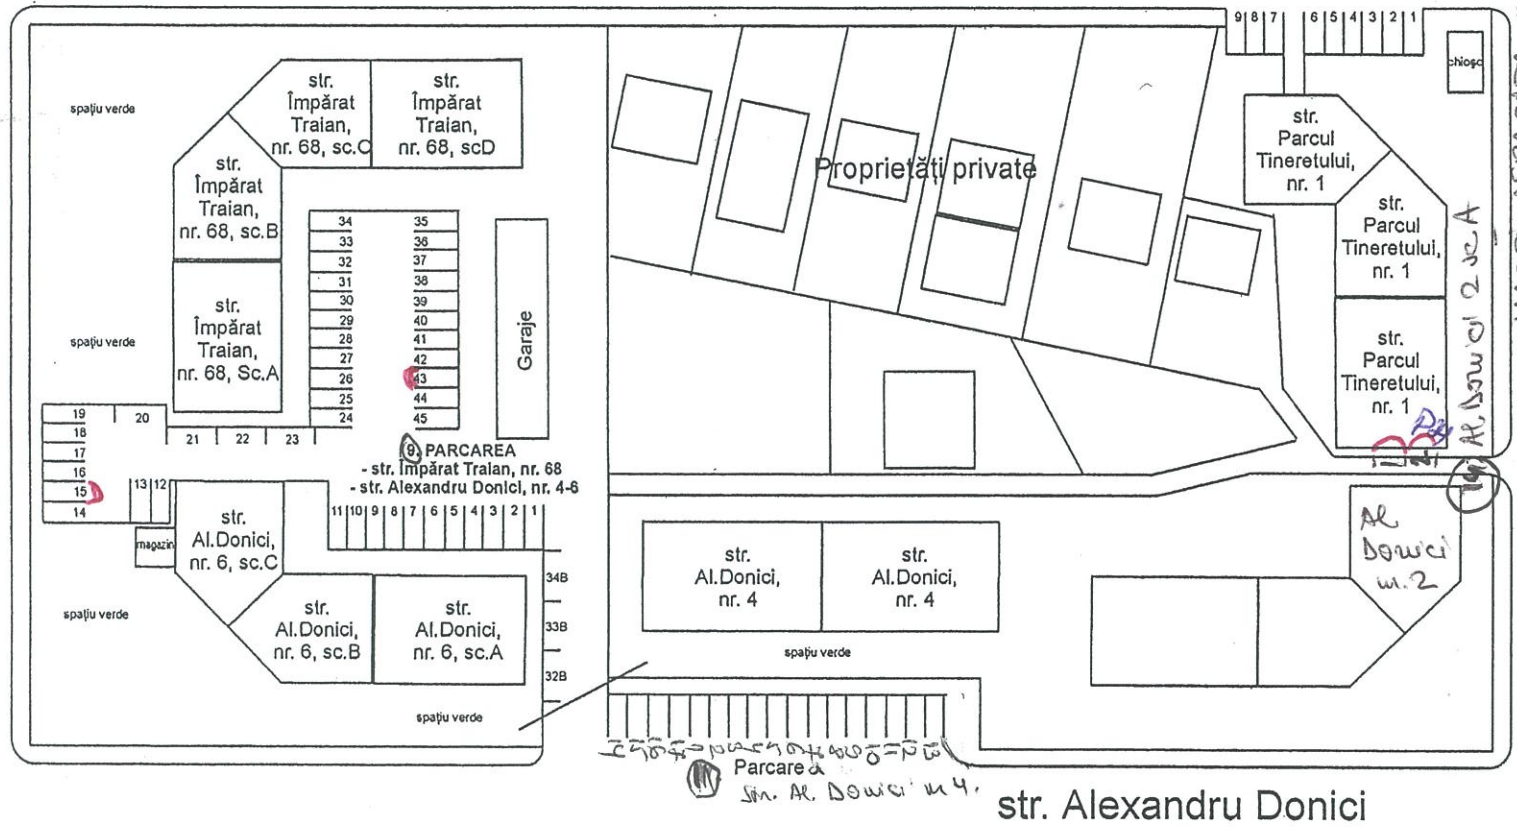 9 8 7 6 5 4 3 2 1
chioșc
spațiu verde
str.
Împărat
Traian,
nr. 68, sc.C
str.
Împărat
Traian,
nr. 68, scD
str.
Împărat
Traian,
nr. 68, sc.B
str.
Împărat
Traian,
nr. 68, Sc.A
spațiu verde
34
33
32
31
30
29
28
27
26
25
24
35
36
37
38
39
40
41
42
43
44
45
Garaje
Proprietăți private
str.
Parcul
Tineretului,
nr. 1
str.
Parcul
Tineretului,
nr. 1
str.
Parcul
Tineretului,
nr. 1
Al. Donici 2 sc A
1 2
19
18
17
16
15
14
20
21 22 23
13 12
9. PARCAREA
- str. Împărat Traian, nr. 68
- str. Alexandru Donici, nr. 4-6
11 10 9 8 7 6 5 4 3 2 1
magazin
str.
Al.Donici,
nr. 6, sc.C
str.
Al.Donici,
nr. 6, sc.B
str.
Al.Donici,
nr. 6, sc.A
34B
33B
32B
spațiu verde
spațiu verde
str.
Al.Donici,
nr. 4
str.
Al.Donici,
nr. 4
spațiu verde
Al.
Donici
nr. 2
Parcarea
str. Al. Donici nr 4.
str. Alexandru Donici